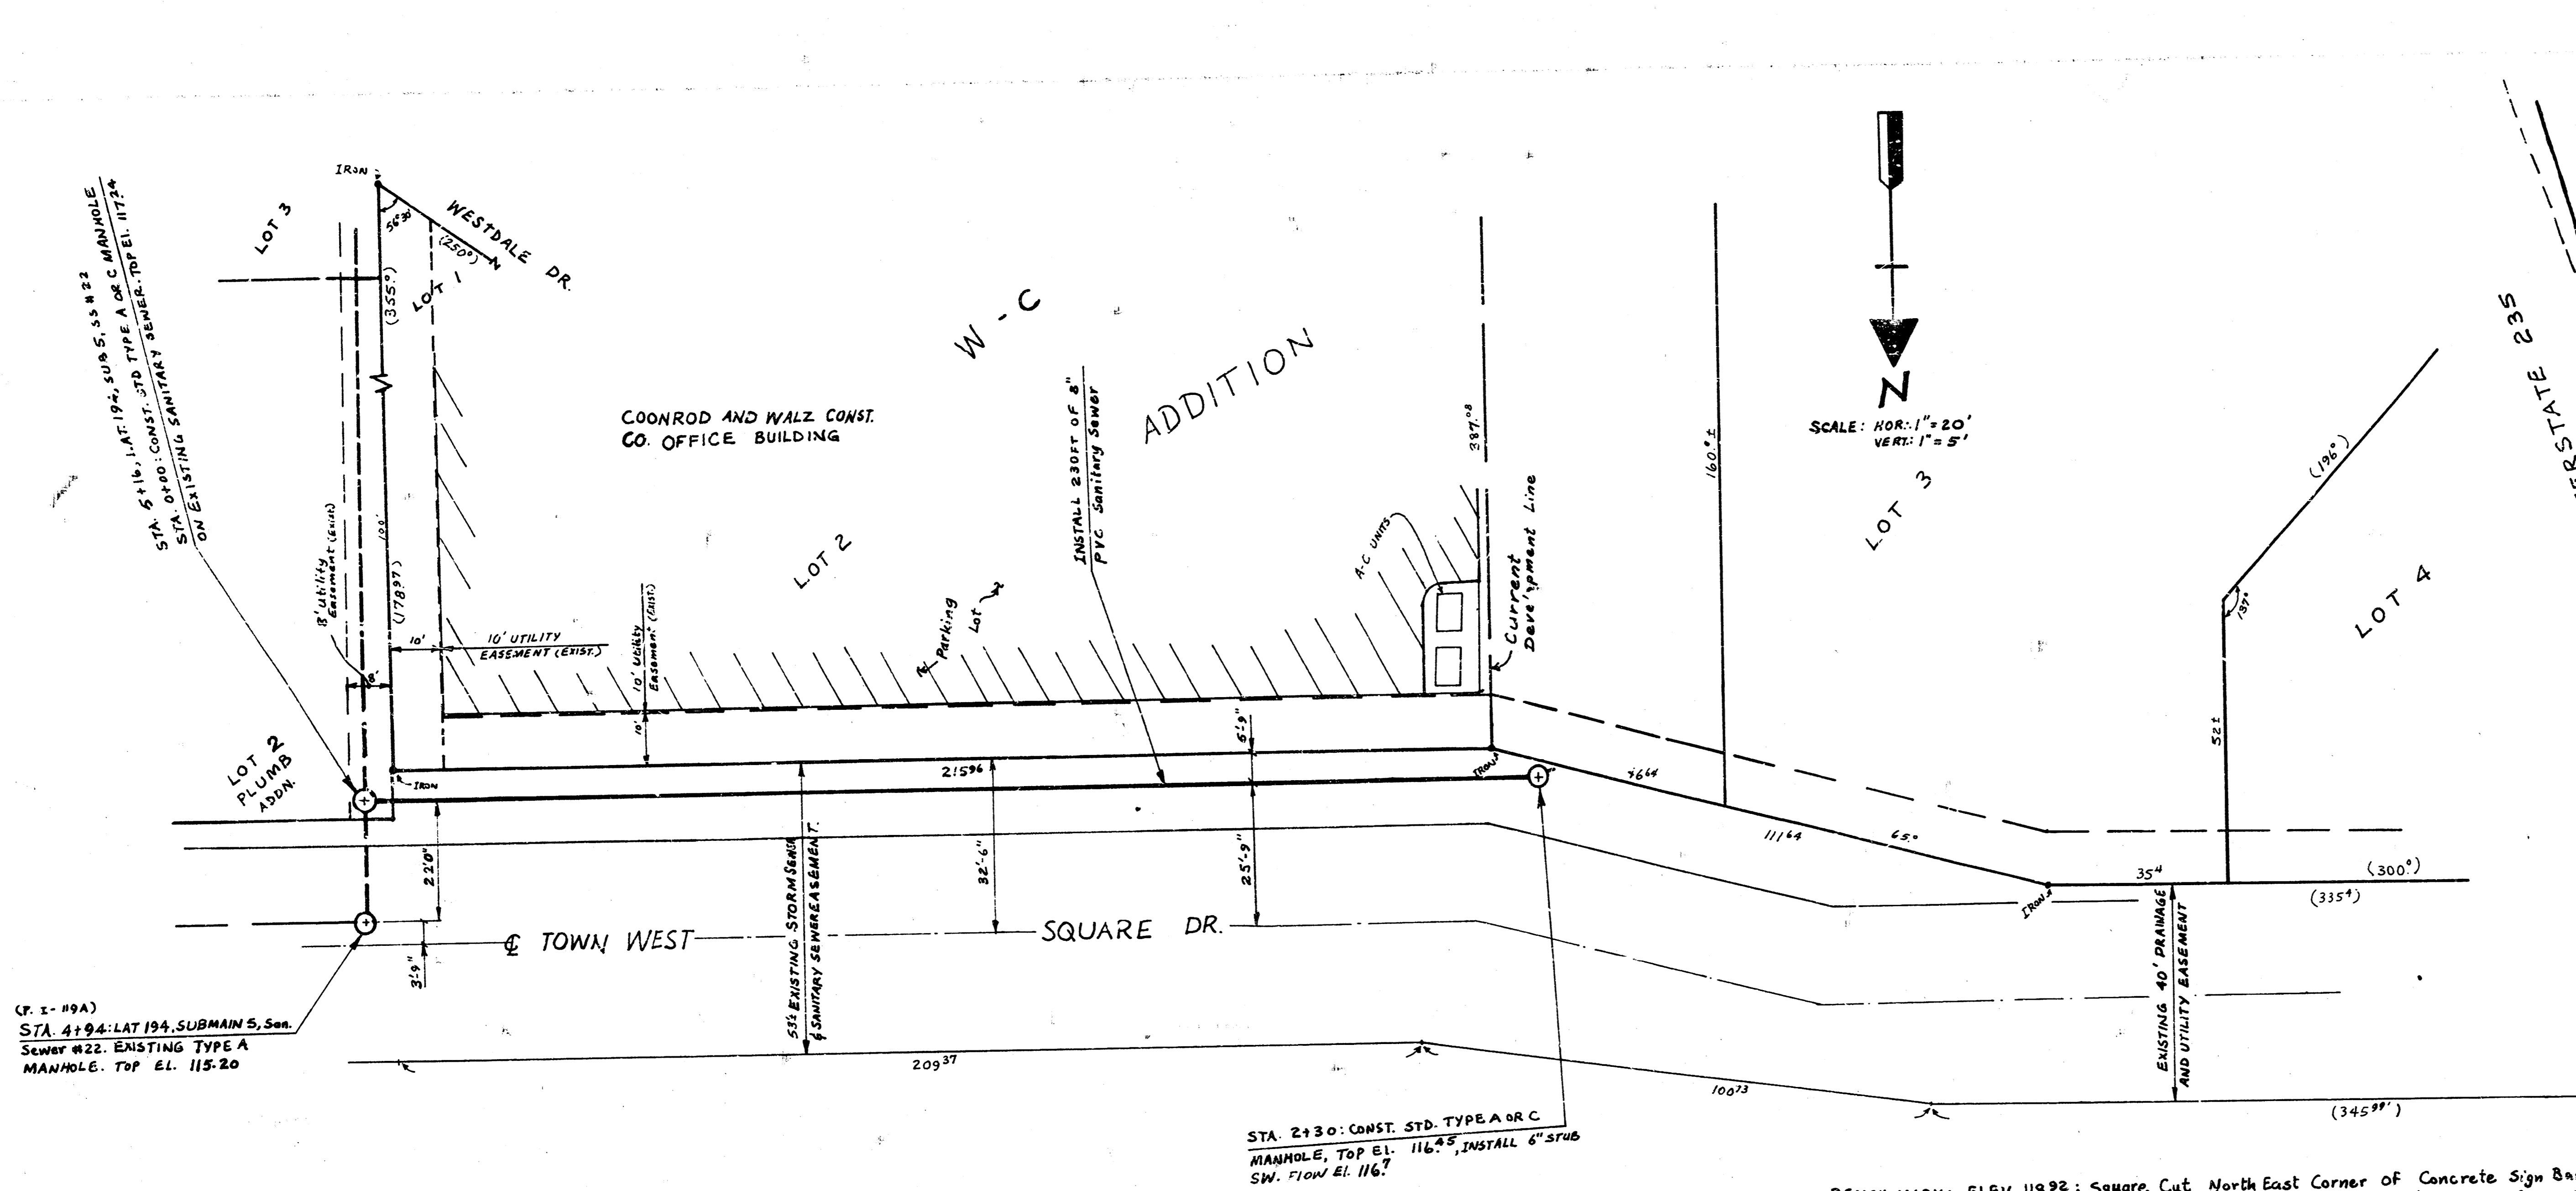 IRON
LOT 3
56°30'
WESTDALE DR.
(250°)
LOT 1
(355.°)
STA. 5+16, LAT. 194, SUB 5, SS #22
STA. 0+00: CONST. STD TYPE A OR C MANHOLE
ON EXISTING SANITARY SEWER. TOP El. 117.24
W - C
ADDITION
COONROD AND WALZ CONST.
CO. OFFICE BUILDING
INSTALL 230FT OF 8"
PVC Sanitary Sewer
387.08
160.° ±
N
SCALE: HOR.: 1" = 20'
VERT.: 1" = 5'
LOT 3
(196°)
137°
LOT 4
52±
100'
(178.97)
Utility
Easement (Exist)
8'
10'
10' UTILITY
EASEMENT (EXIST.)
10' Utility
Easement (EXIST)
10'
LOT 2
Parking
Lot
A-C UNITS
Current
Development Line
LOT 2
PLUMB
ADDN.
IRON
215 96
IRON
46 64
111 64
65.°
35 4
(300°)
(335 4)
IRON
22'0"
3'-9"
32'-6"
25'-9"
℄ TOWN WEST SQUARE DR.
53'± EXISTING STORM SEWER
& SANITARY SEWER EASEMENT.
EXISTING 40' DRAINAGE
AND UTILITY EASEMENT
(P. I-119A)
STA. 4+94: LAT 194, SUBMAIN 5, San.
Sewer #22. EXISTING TYPE A
MANHOLE. TOP EL. 115.20
209 37
100 73
(345 99')
STA. 2+30: CONST. STD. TYPE A OR C
MANHOLE, TOP El. 116.45, INSTALL 6" STUB
SW. FLOW El. 116.7
: Square Cut North East Corner of Concrete Sign